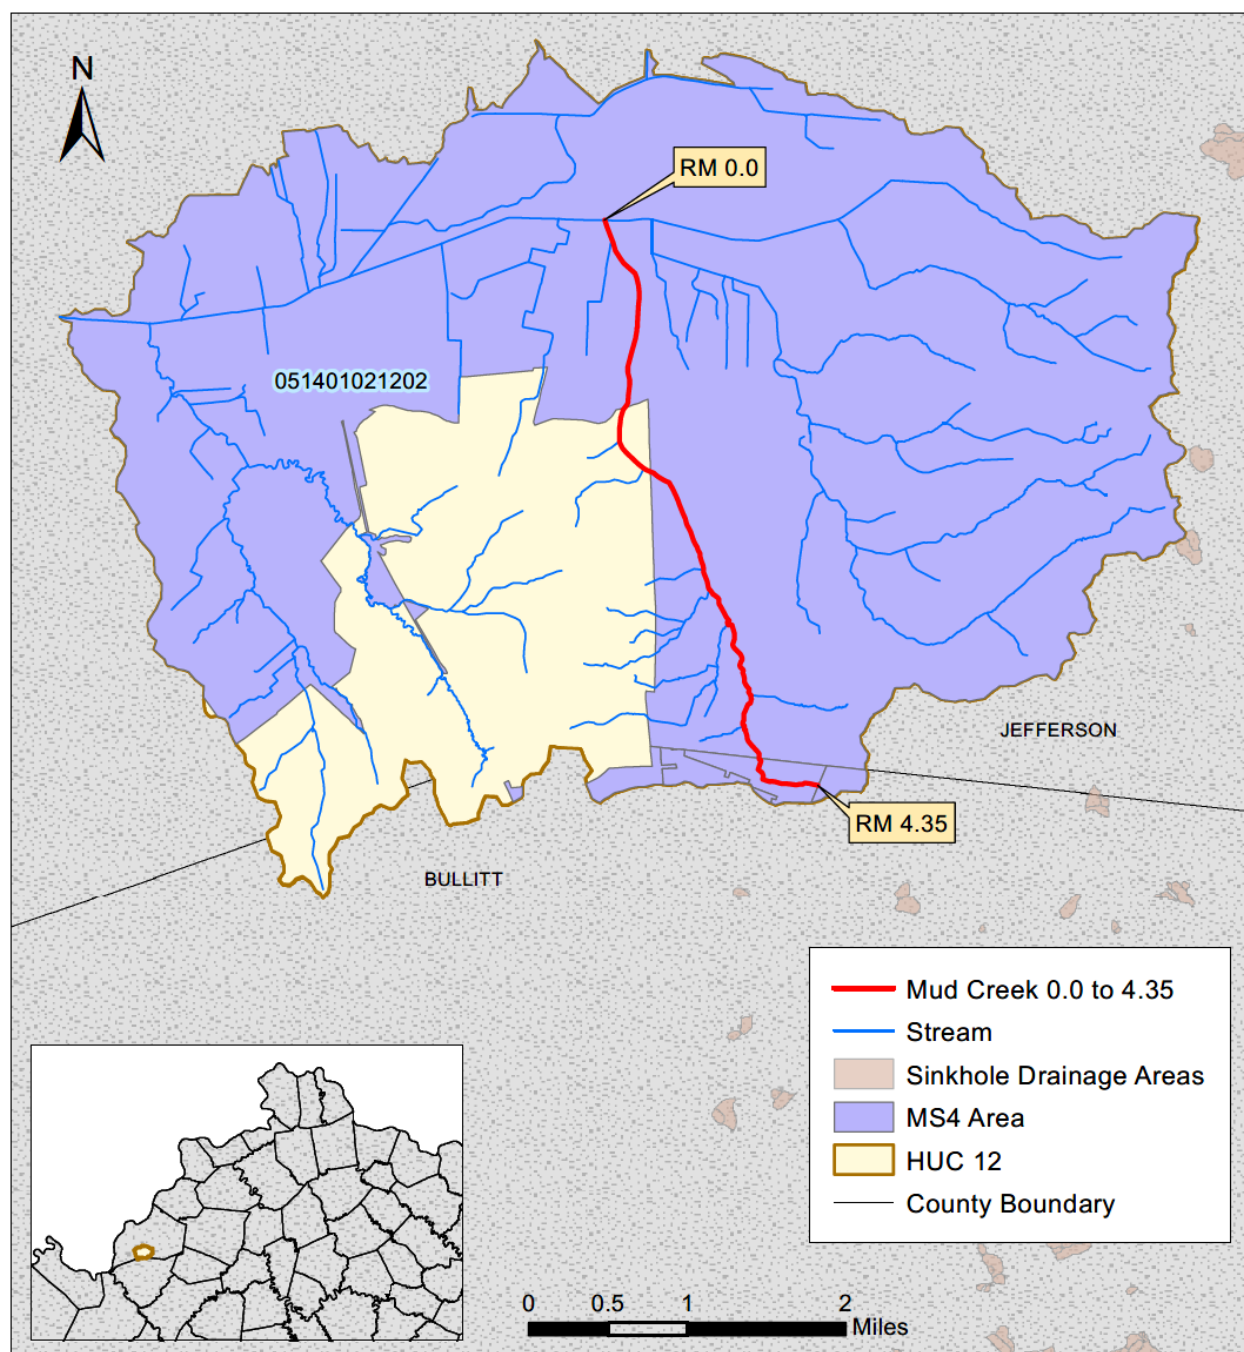 N
RM 0.0
051401021202
JEFFERSON
RM 4.35
BULLITT
Mud Creek 0.0 to 4.35
Stream
Sinkhole Drainage Areas
MS4 Area
HUC 12
County Boundary
0 0.5 1 2
Miles